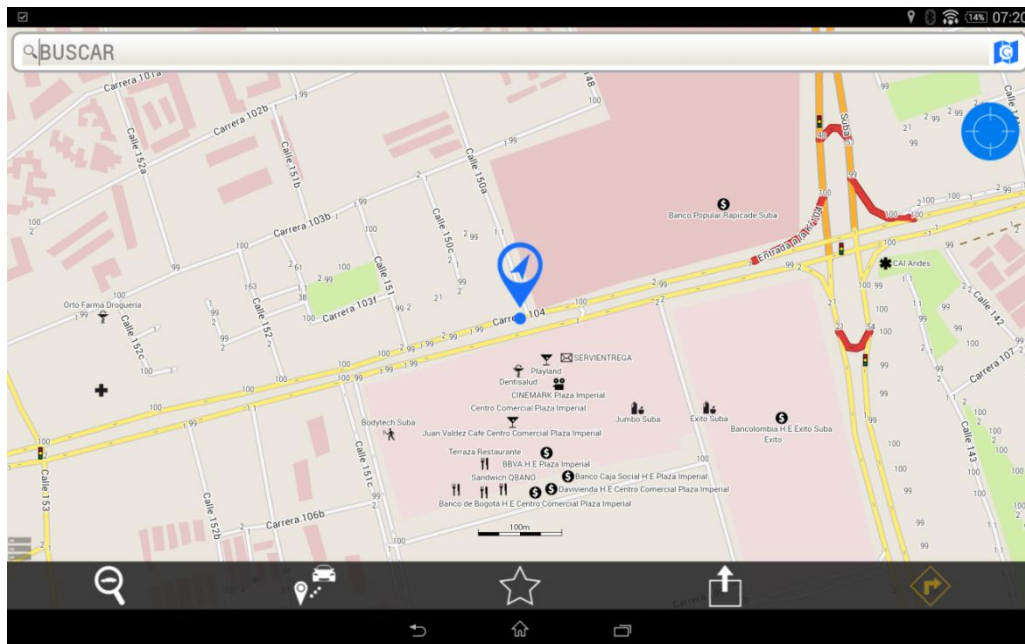 14% 07:20
BUSCAR
Carrera 101a
Carrera 102b
Calle 152a
Calle 151b
Calle 150a
148
Suba
Banco Popular Rapicade Suba
Entrada a la Kr 104
Carrera 103b
Calle 150c
CAI Andes
Orto Farma Drogueria
Calle 152c
Calle 152
Carrera 103f
Calle 151
Carrera 104
Calle 142
Carrera 107
SERVIENTREGA
Playland
Dentisalud
CINEMARK Plaza Imperial
Centro Comercial Plaza Imperial
Bodytech Suba
Juan Valdez Café Centro Comercial Plaza Imperial
Jumbo Suba
Éxito Suba
Bancolombia H.E Éxito Suba
Exito
Terraza Restaurante
BBVA H.E Plaza Imperial
Sandwich QBANO
Banco Caja Social H.E Plaza Imperial
Davivienda H.E Centro Comercial Plaza Imperial
Banco de Bogotá H.E Centro Comercial Plaza Imperial
Calle 151c
Calle 143
Calle 153
Calle 152b
Carrera 106b
100m